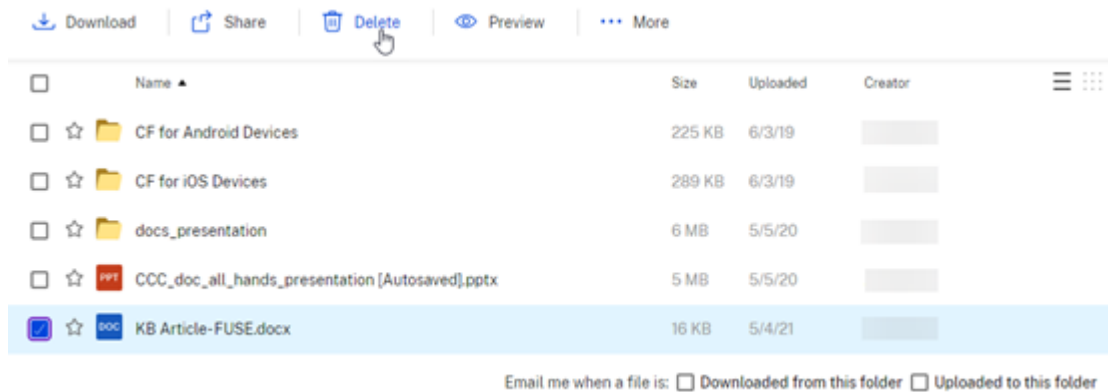 Download Share Delete Preview More
Name Size Uploaded Creator
CF for Android Devices 225 KB 6/3/19
CF for iOS Devices 289 KB 6/3/19
docs_presentation 6 MB 5/5/20
PPT CCC_doc_all_hands_presentation [Autosaved].pptx 5 MB 5/5/20
DOC KB Article-FUSE.docx 16 KB 5/4/21
Email me when a file is: Downloaded from this folder Uploaded to this folder